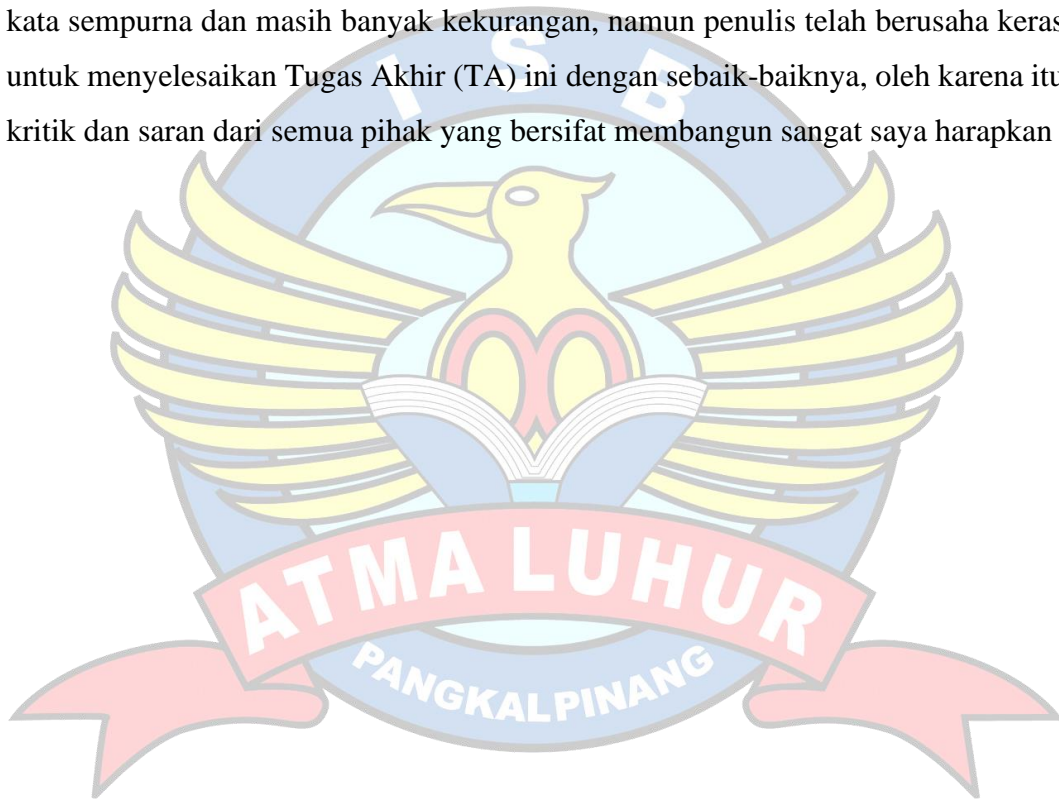 kata sempurna dan masih banyak kekurangan, namun penulis telah berusaha keras
untuk menyelesaikan Tugas Akhir (TA) ini dengan sebaik-baiknya, oleh karena itu
kritik dan saran dari semua pihak yang bersifat membangun sangat saya harapkan
I S B
ATMA LUHUR
PANGKALPINANG